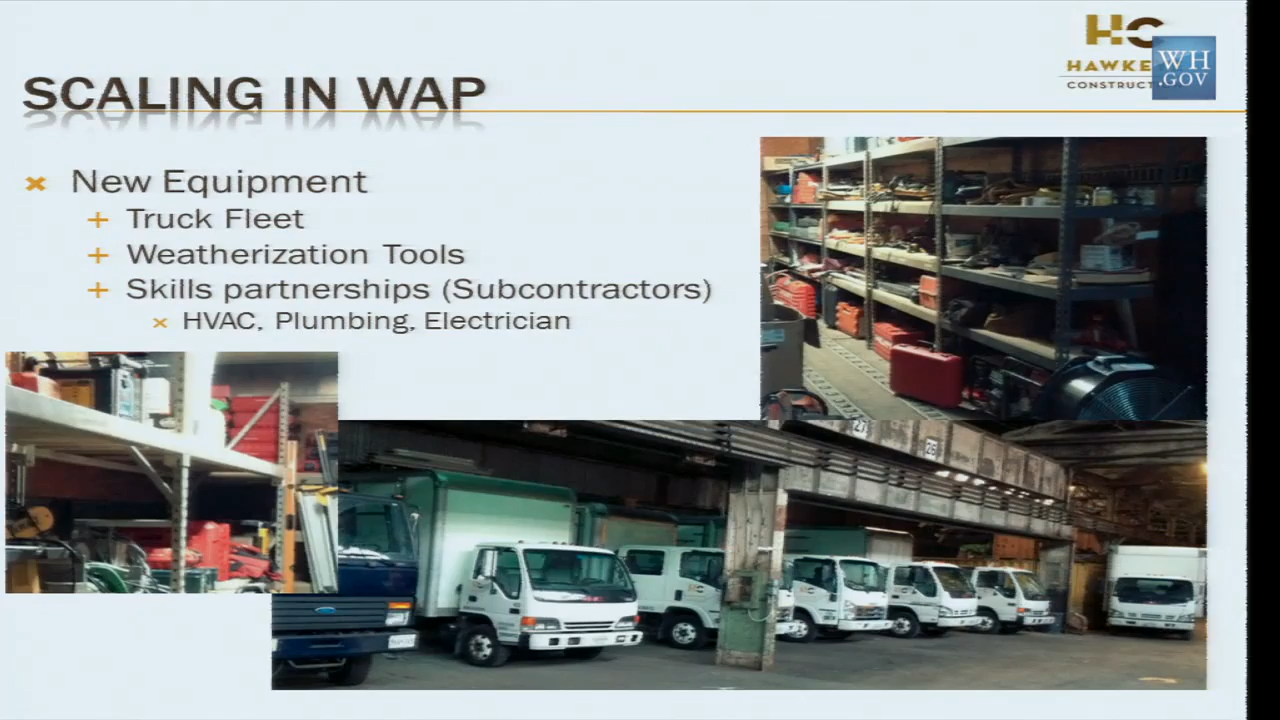 HC
HAWKE
CONSTRUCT
WH
.GOV
SCALING IN WAP
New Equipment
Truck Fleet
Weatherization Tools
Skills partnerships (Subcontractors)
HVAC, Plumbing, Electrician
27
26